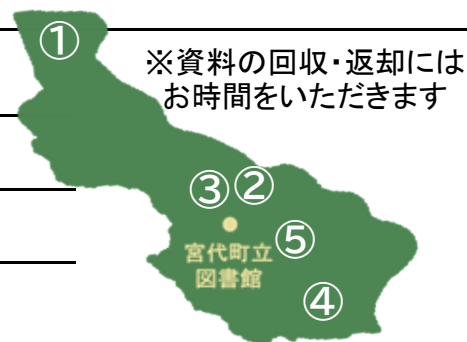 ①
※資料の回収・返却には
お時間をいただきます
③②
宮代町立
図書館
⑤
④